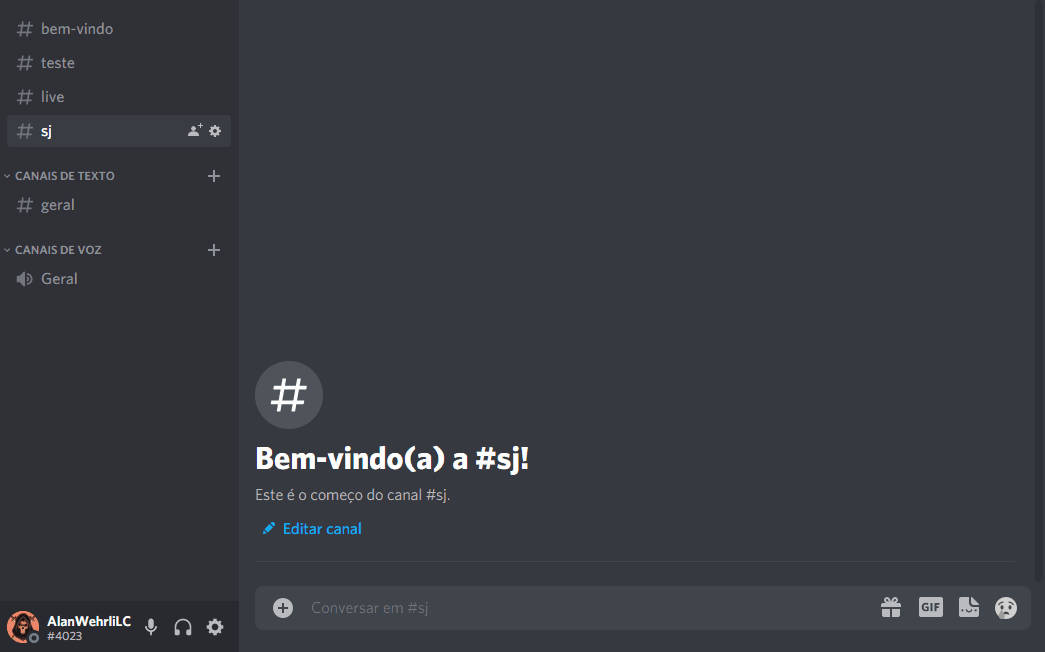 bem-vindo
teste
live
sj
CANAIS DE TEXTO
geral
CANAIS DE VOZ
Geral
Bem-vindo(a) a #sj!
Este é o começo do canal #sj.
Editar canal
Conversar em #sj
GIF
AlanWehrliLC
#4023